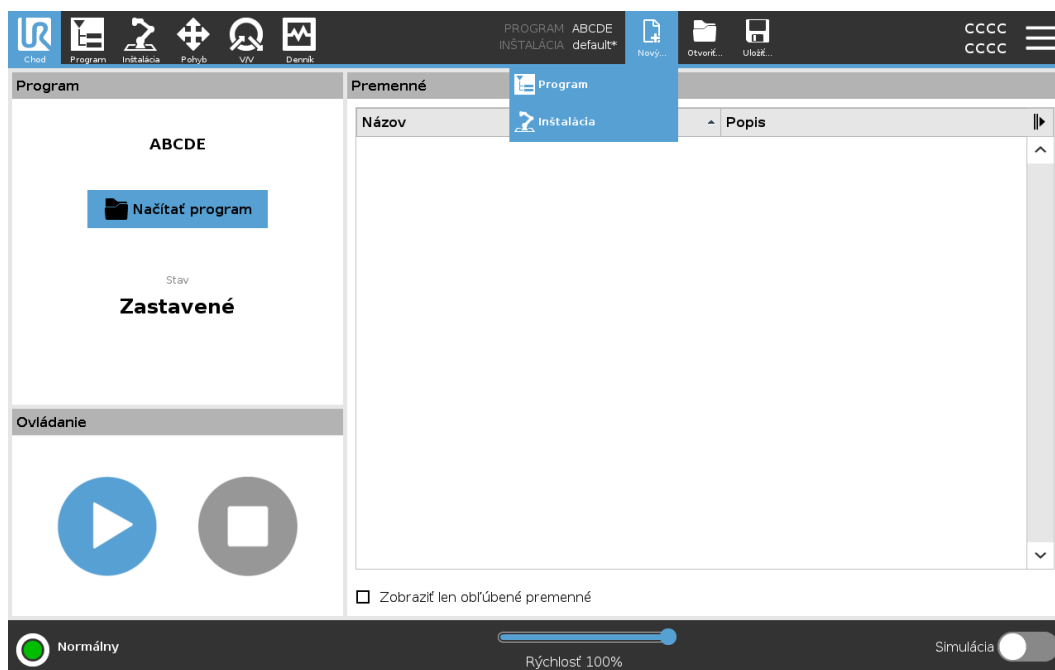 UR
Chod
Program
Inštalácia
Pohyb
V/V
Denník
PROGRAM ABCDE
INŠTALÁCIA default*
Nový...
Otvoriť...
Uložiť...
CCCC
CCCC
Program
Inštalácia
Program
ABCDE
Načítať program
Stav
Zastavené
Ovládanie
Premenné
Názov
Popis
Zobraziť len obľúbené premenné
Normálny
Rýchlosť 100%
Simulácia